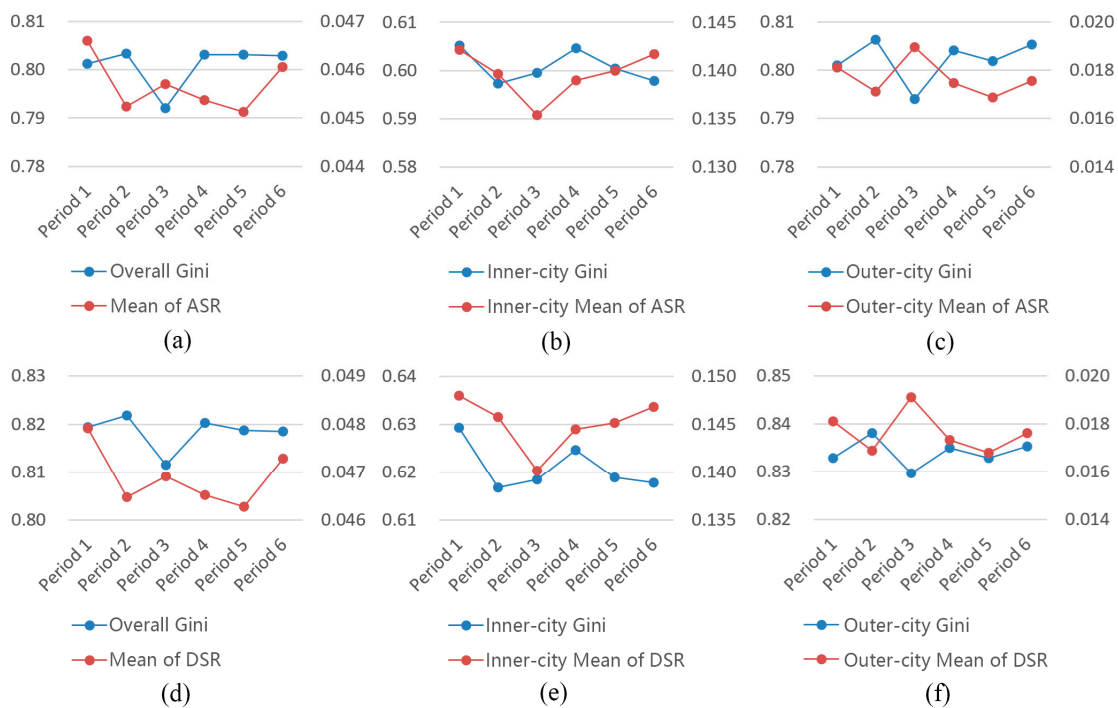 0.81 0.047 0.61 0.145 0.81 0.020
0.80 0.046 0.60 0.140 0.80 0.018
0.79 0.045 0.59 0.135 0.79 0.016
0.78 0.044 0.58 0.130 0.78 0.014
Period 1 Period 2 Period 3 Period 4 Period 5 Period 6 Period 1 Period 2 Period 3 Period 4 Period 5 Period 6 Period 1 Period 2 Period 3 Period 4 Period 5 Period 6
Overall Gini Inner-city Gini Outer-city Gini
Mean of ASR Inner-city Mean of ASR Outer-city Mean of ASR
(a) (b) (c)
0.83 0.049 0.64 0.150 0.85 0.020
0.82 0.048 0.63 0.145 0.84 0.018
0.81 0.047 0.62 0.140 0.83 0.016
0.80 0.046 0.61 0.135 0.82 0.014
Period 1 Period 2 Period 3 Period 4 Period 5 Period 6 Period 1 Period 2 Period 3 Period 4 Period 5 Period 6 Period 1 Period 2 Period 3 Period 4 Period 5 Period 6
Overall Gini Inner-city Gini Outer-city Gini
Mean of DSR Inner-city Mean of DSR Outer-city Mean of DSR
(d) (e) (f)